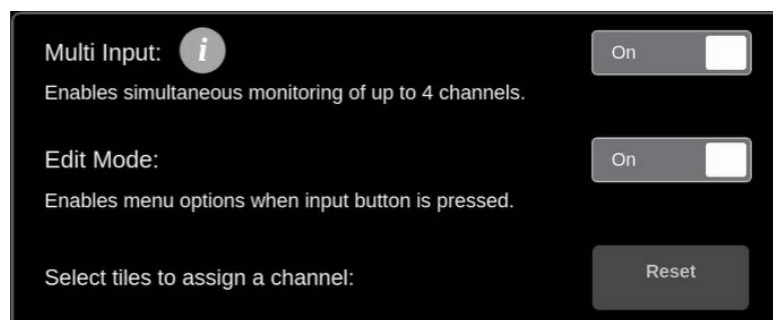 Multi Input: i On
Enables simultaneous monitoring of up to 4 channels.
Edit Mode: On
Enables menu options when input button is pressed.
Select tiles to assign a channel: Reset